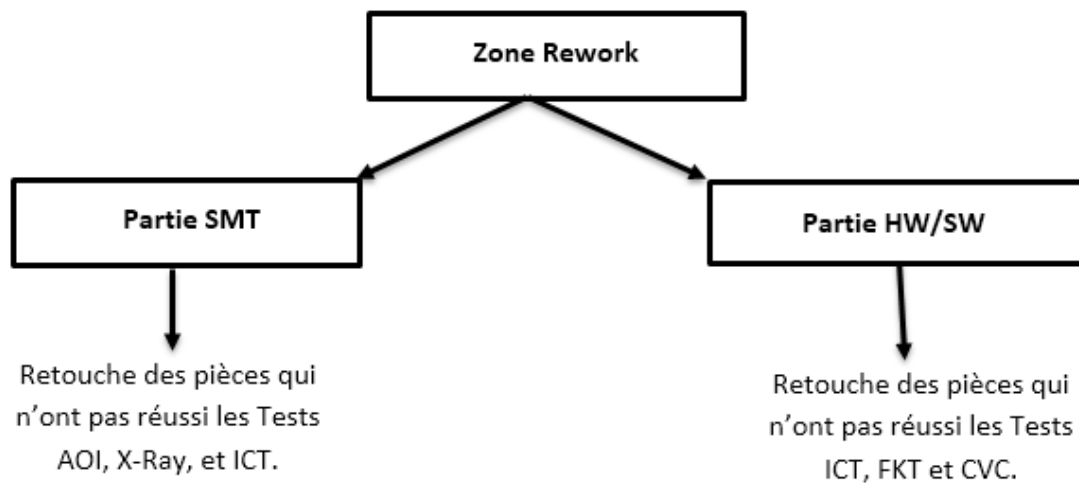 Zone Rework
Partie SMT
Partie HW/SW
Retouche des pièces qui
n’ont pas réussi les Tests
AOI, X-Ray, et ICT.
Retouche des pièces qui
n’ont pas réussi les Tests
ICT, FKT et CVC.